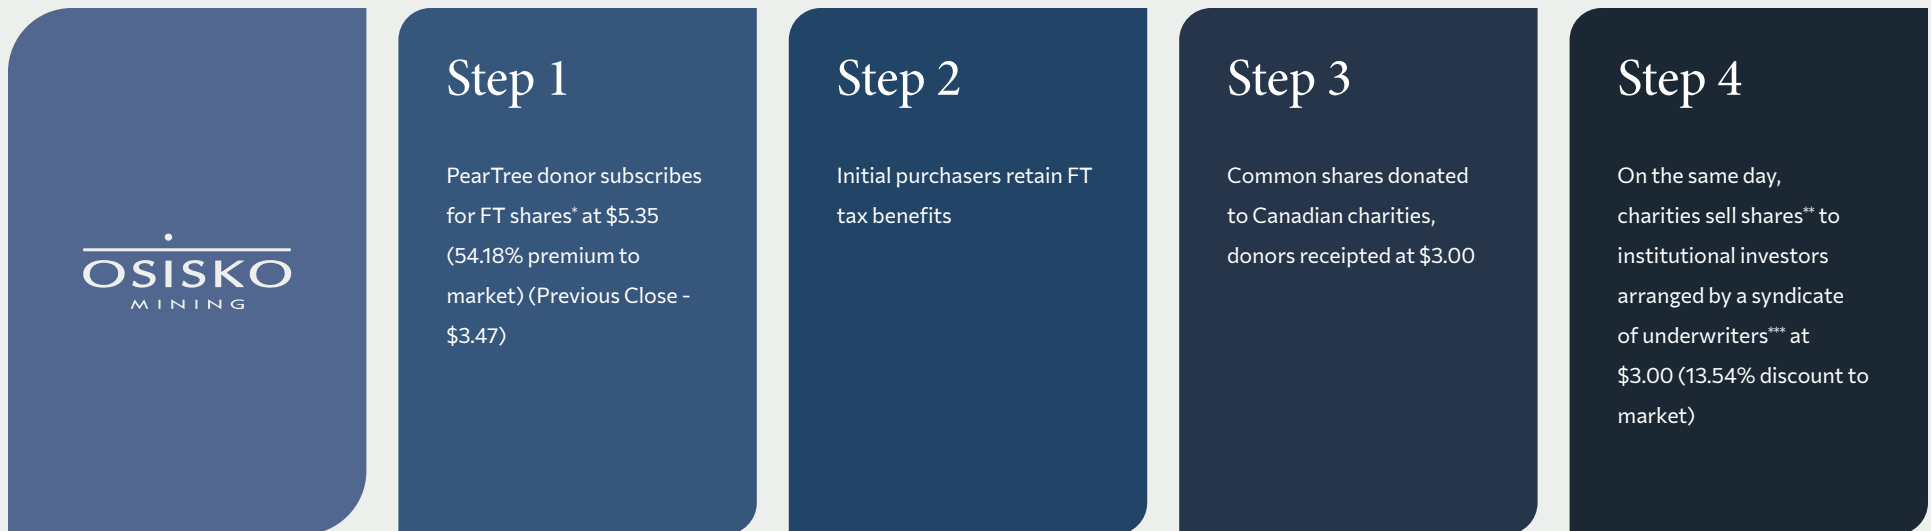 OSISKO
MINING
Step 1
PearTree donor subscribes
for FT shares* at $5.35
(54.18% premium to
market) (Previous Close -
$3.47)
Step 2
Initial purchasers retain FT
tax benefits
Step 3
Common shares donated
to Canadian charities,
donors receipted at $3.00
Step 4
On the same day,
charities sell shares** to
institutional investors
arranged by a syndicate
of underwriters*** at
$3.00 (13.54% discount to
market)